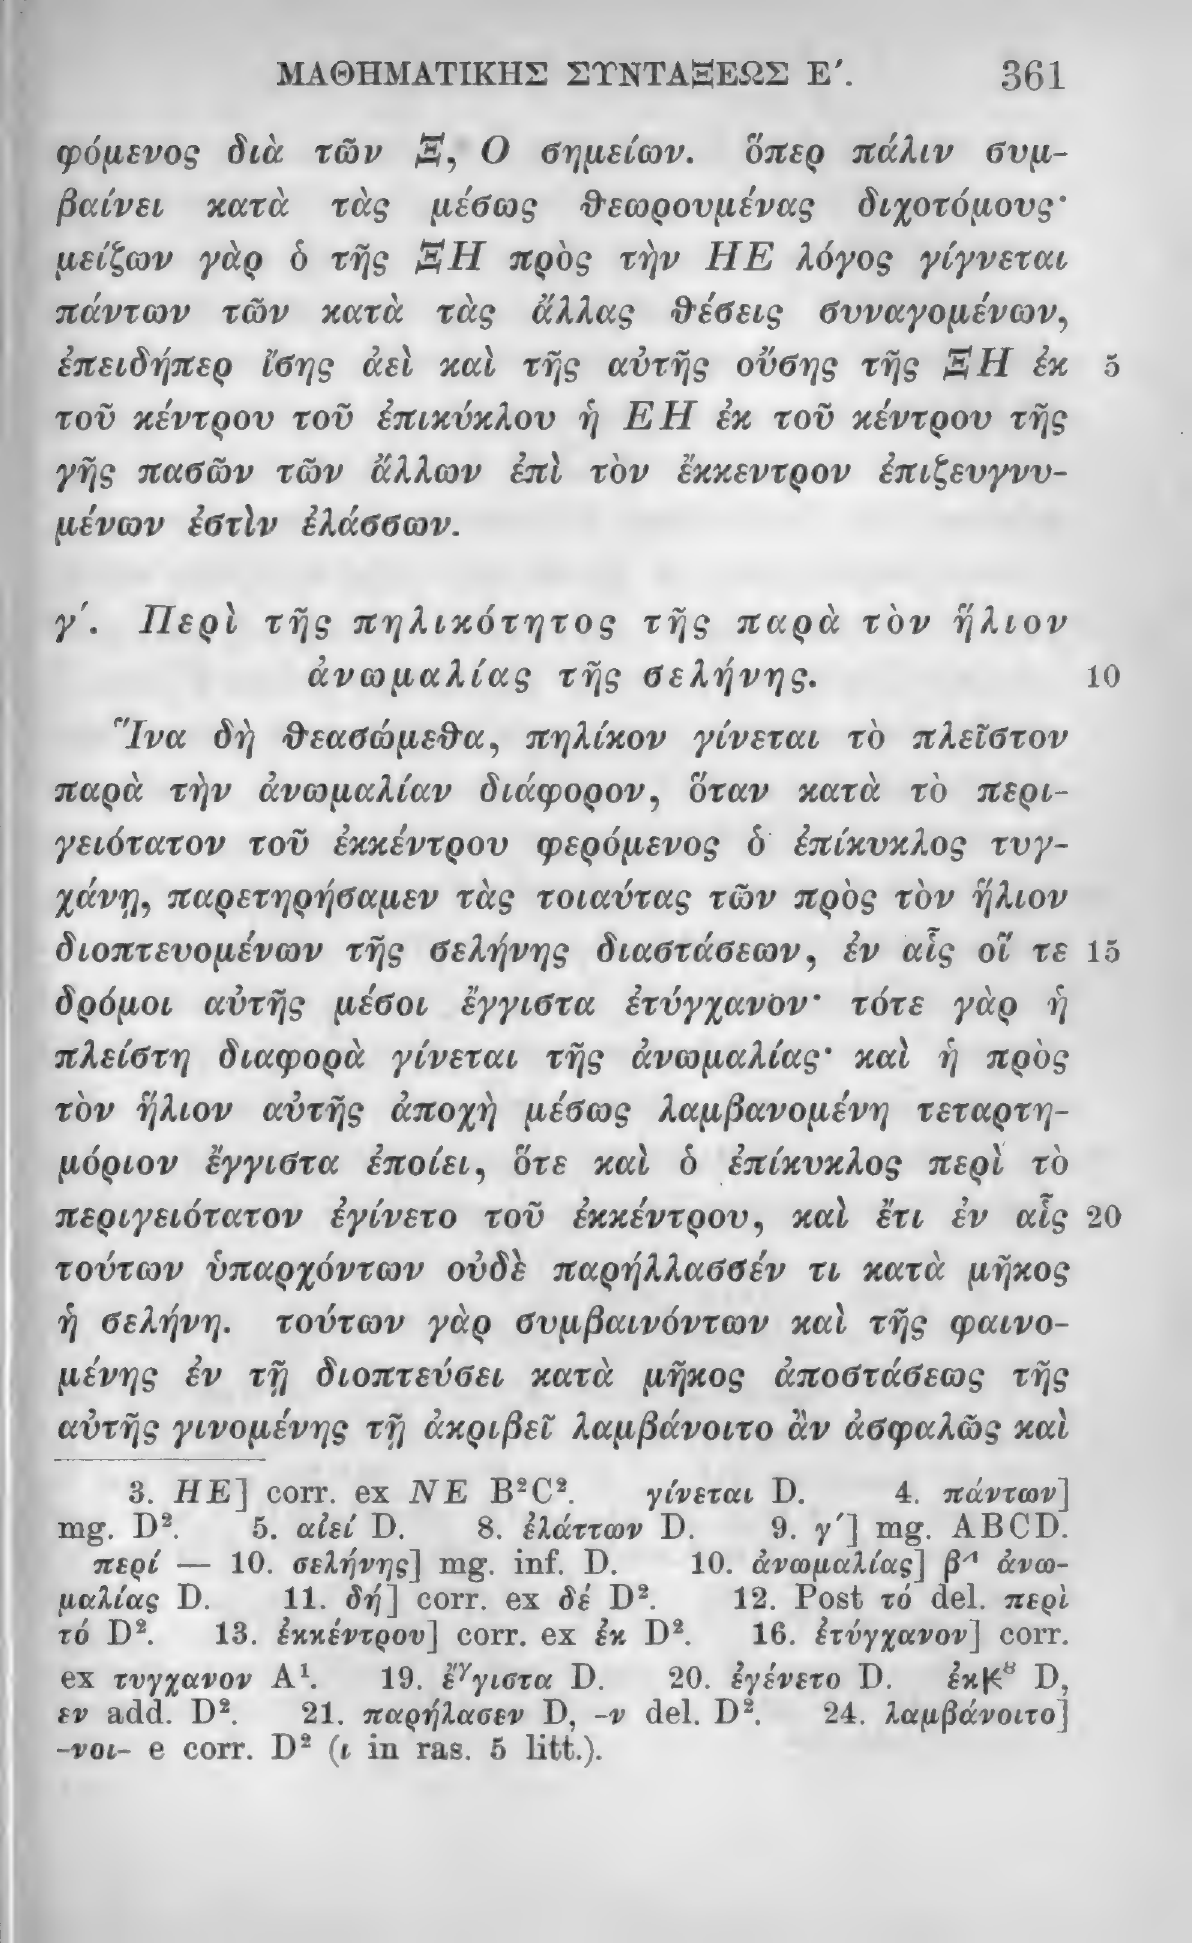 ΜΑΘΗΜΑΤΙΚΗΣ ΣΥΝΤΑΞΕΩΣ Ε΄. 361
φόμενος διὰ τῶν Ξ, Ο σημείων. ὅπερ πάλιν συμ-
βαίνει κατὰ τὰς μέσως θεωρουμένας διχοτόμους·
μείζων γὰρ ὁ τῆς ΞΗ πρὸς τὴν ΗΕ λόγος γίγνεται
πάντων τῶν κατὰ τὰς ἄλλας θέσεις συναγομένων,
ἐπειδήπερ ἴσης ἀεὶ καὶ τῆς αὐτῆς οὔσης τῆς ΞΗ ἐκ 5
τοῦ κέντρου τοῦ ἐπικύκλου ἡ ΕΗ ἐκ τοῦ κέντρου τῆς
γῆς πασῶν τῶν ἄλλων ἐπὶ τὸν ἔκκεντρον ἐπιζευγνυ-
μένων ἐστὶν ἐλάσσων.
γ΄. Περὶ τῆς πηλικότητος τῆς παρὰ τὸν ἥλιον
ἀνωμαλίας τῆς σελήνης. 10
Ἵνα δὴ θεασώμεθα, πηλίκον γίνεται τὸ πλεῖστον
παρὰ τὴν ἀνωμαλίαν διάφορον, ὅταν κατὰ τὸ περι-
γειότατον τοῦ ἐκκέντρου φερόμενος ὁ ἐπίκυκλος τυγ-
χάνῃ, παρετηρήσαμεν τὰς τοιαύτας τῶν πρὸς τὸν ἥλιον
διοπτευομένων τῆς σελήνης διαστάσεων, ἐν αἷς οἵ τε 15
δρόμοι αὐτῆς μέσοι ἔγγιστα ἐτύγχανον· τότε γὰρ ἡ
πλείστη διαφορὰ γίνεται τῆς ἀνωμαλίας· καὶ ἡ πρὸς
τὸν ἥλιον αὐτῆς ἀποχὴ μέσως λαμβανομένη τεταρτη-
μόριον ἔγγιστα ἐποίει, ὅτε καὶ ὁ ἐπίκυκλος περὶ τὸ
περιγειότατον ἐγίνετο τοῦ ἐκκέντρου, καὶ ἔτι ἐν αἷς 20
τούτων ὑπαρχόντων οὐδὲ παρήλλασσέν τι κατὰ μῆκος
ἡ σελήνη. τούτων γὰρ συμβαινόντων καὶ τῆς φαινο-
μένης ἐν τῇ διοπτεύσει κατὰ μῆκος ἀποστάσεως τῆς
αὐτῆς γινομένης τῇ ἀκριβεῖ λαμβάνοιτο ἂν ἀσφαλῶς καὶ
3. ΗΕ] corr. ex ΝΕ B²C². γίνεται D. 4. πάντων]
mg. D². 5. αἰεί D. 8. ἐλάττων D. 9. γ΄] mg. ABCD.
περί — 10. σελήνης] mg. inf. D. 10. ἀνωμαλίας] ἀνω-
μαλίας D. 11. δή] corr. ex δέ D². 12. Post τό del. περὶ
τό D². 13. ἐκκέντρου] corr. ex ἐκ D². 16. ἐτύγχανον] corr.
ex τυγχανον A¹. 19. ἔγγιστα D. 20. ἐγένετο D. D,
εν add. D². 21. παρήλασεν D, -ν del. D². 24. λαμβάνοιτο]
-νοι- e corr. D² (ι in ras. 5 litt.).